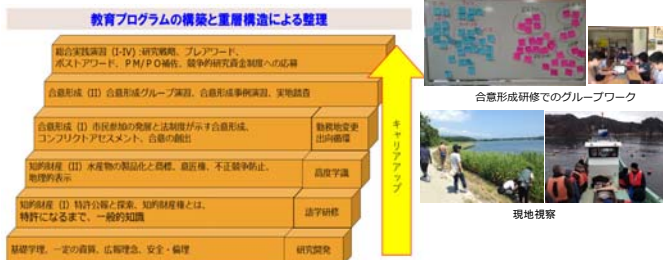 教育プログラムの構築と重層構造による整理
総合実践演習（I-IV）:研究戦略、プレアワード、
ポストアワード、PM/PO補佐、競争的研究資金制度への応募
合意形成（II）合意形成グループ演習、合意形成事例演習、実地踏査
合意形成（I）市民参加の発展と法制度が示す合意形成、
コンフリクトアセスメント、合意の創出
勤務地変更
出向循環
知的財産（II）水産物の製品化と商標、意匠権、不正競争防止、
地理的表示
高度学識
知的財産（I）特許公報と探索、知的財産権とは、
特許になるまで、一般的知識
語学研修
基礎学理、一定の資質、広報理念、安全・倫理
研究開発
キャリアアップ
合意形成研修でのグループワーク
現地視察